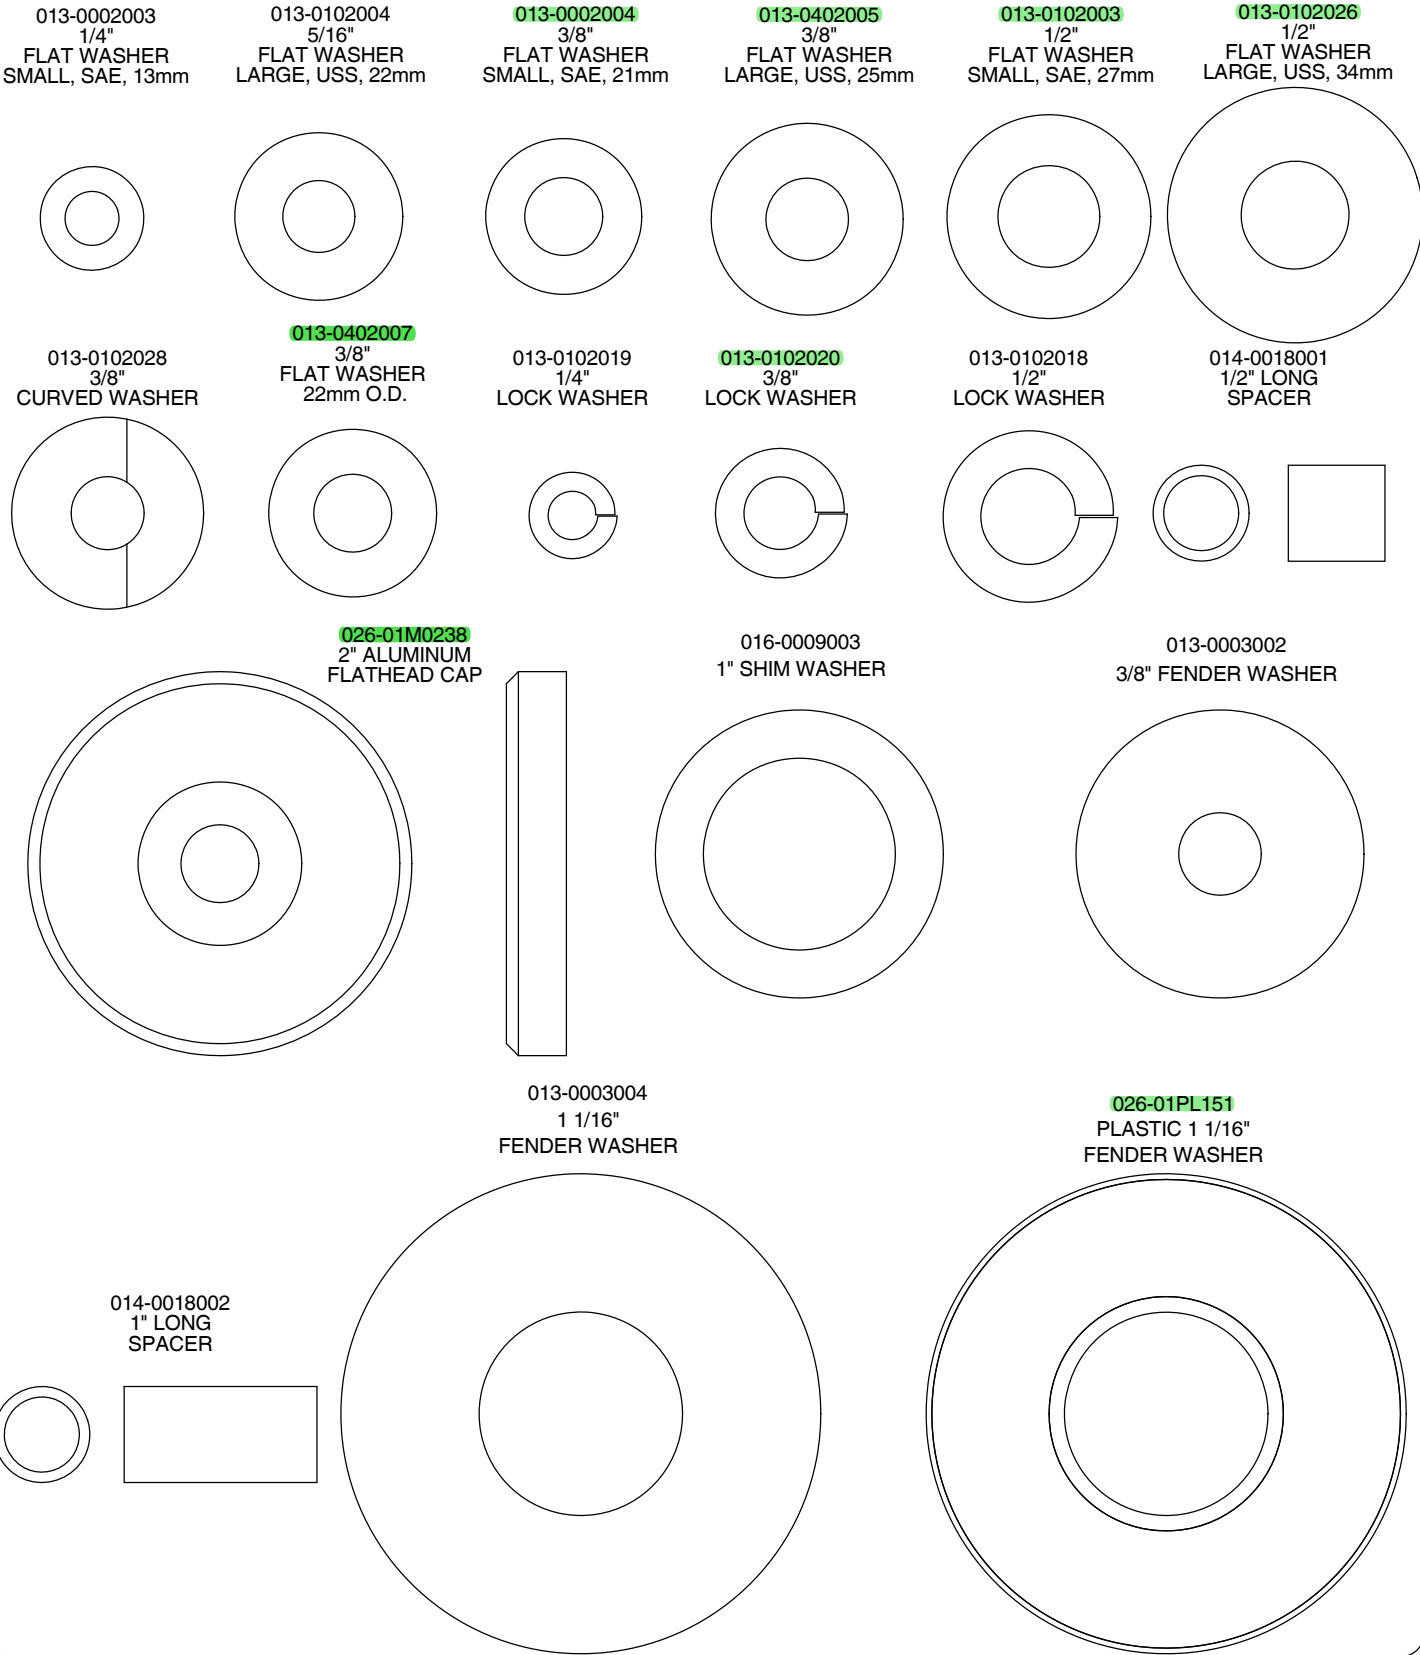 013-0002003
1/4"
FLAT WASHER
SMALL, SAE, 13mm
013-0102004
5/16"
FLAT WASHER
LARGE, USS, 22mm
013-0002004
3/8"
FLAT WASHER
SMALL, SAE, 21mm
013-0402005
3/8"
FLAT WASHER
LARGE, USS, 25mm
013-0102003
1/2"
FLAT WASHER
SMALL, SAE, 27mm
013-0102026
1/2"
FLAT WASHER
LARGE, USS, 34mm
013-0102028
3/8"
CURVED WASHER
013-0402007
3/8"
FLAT WASHER
22mm O.D.
013-0102019
1/4"
LOCK WASHER
013-0102020
3/8"
LOCK WASHER
013-0102018
1/2"
LOCK WASHER
014-0018001
1/2" LONG
SPACER
026-01M0238
2" ALUMINUM
FLATHEAD CAP
016-0009003
1" SHIM WASHER
013-0003002
3/8" FENDER WASHER
013-0003004
1 1/16"
FENDER WASHER
026-01PL151
PLASTIC 1 1/16"
FENDER WASHER
014-0018002
1" LONG
SPACER